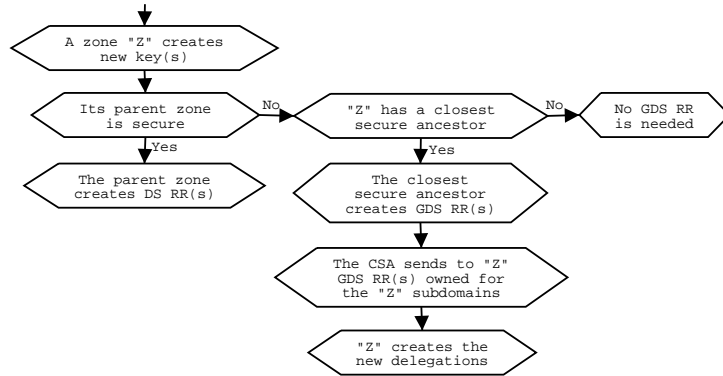 A zone "Z" creates
new key(s)
Its parent zone
is secure
No
"Z" has a closest
secure ancestor
No
No GDS RR
is needed
Yes
Yes
The parent zone
creates DS RR(s)
The closest
secure ancestor
creates GDS RR(s)
The CSA sends to "Z"
GDS RR(s) owned for
the "Z" subdomains
"Z" creates the
new delegations